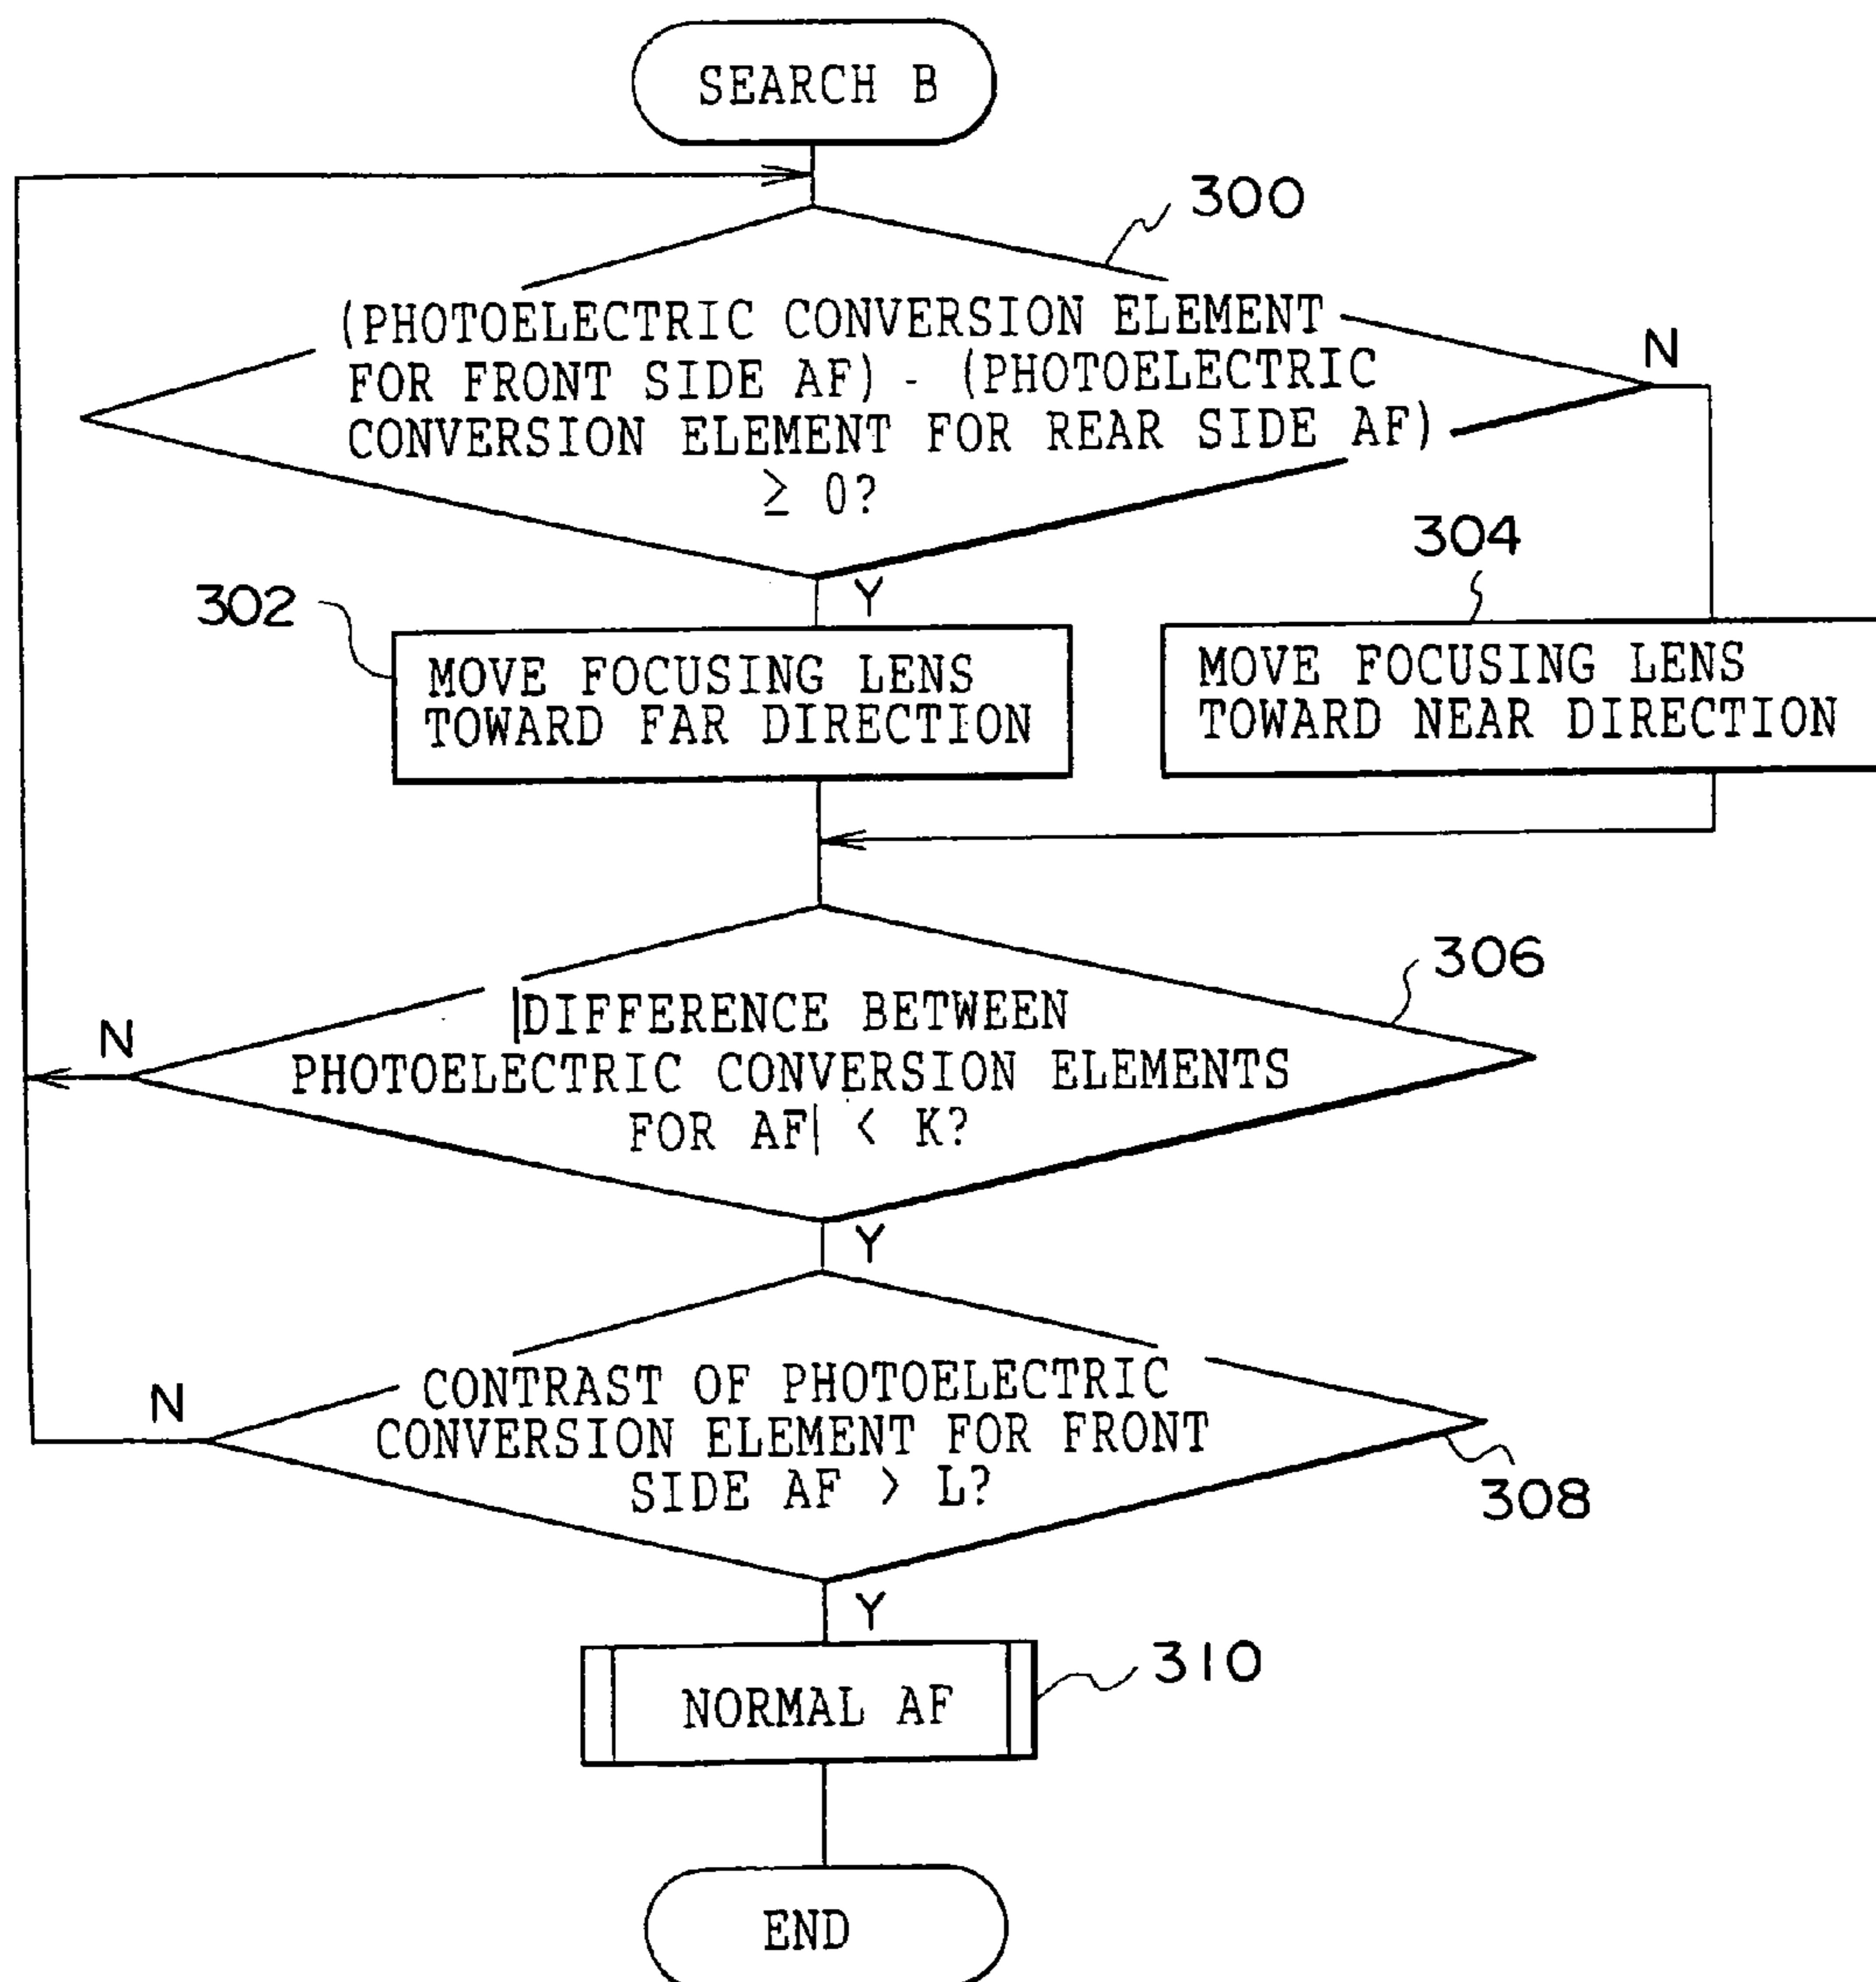 SEARCH B
300
(PHOTOELECTRIC CONVERSION ELEMENT
FOR FRONT SIDE AF) - (PHOTOELECTRIC
CONVERSION ELEMENT FOR REAR SIDE AF)
≥ 0?
N
Y
302
MOVE FOCUSING LENS
TOWARD FAR DIRECTION
304
MOVE FOCUSING LENS
TOWARD NEAR DIRECTION
306
|DIFFERENCE BETWEEN
PHOTOELECTRIC CONVERSION ELEMENTS
FOR AF| < K?
N
Y
CONTRAST OF PHOTOELECTRIC
CONVERSION ELEMENT FOR FRONT
SIDE AF > L?
N
308
Y
310
NORMAL AF
END